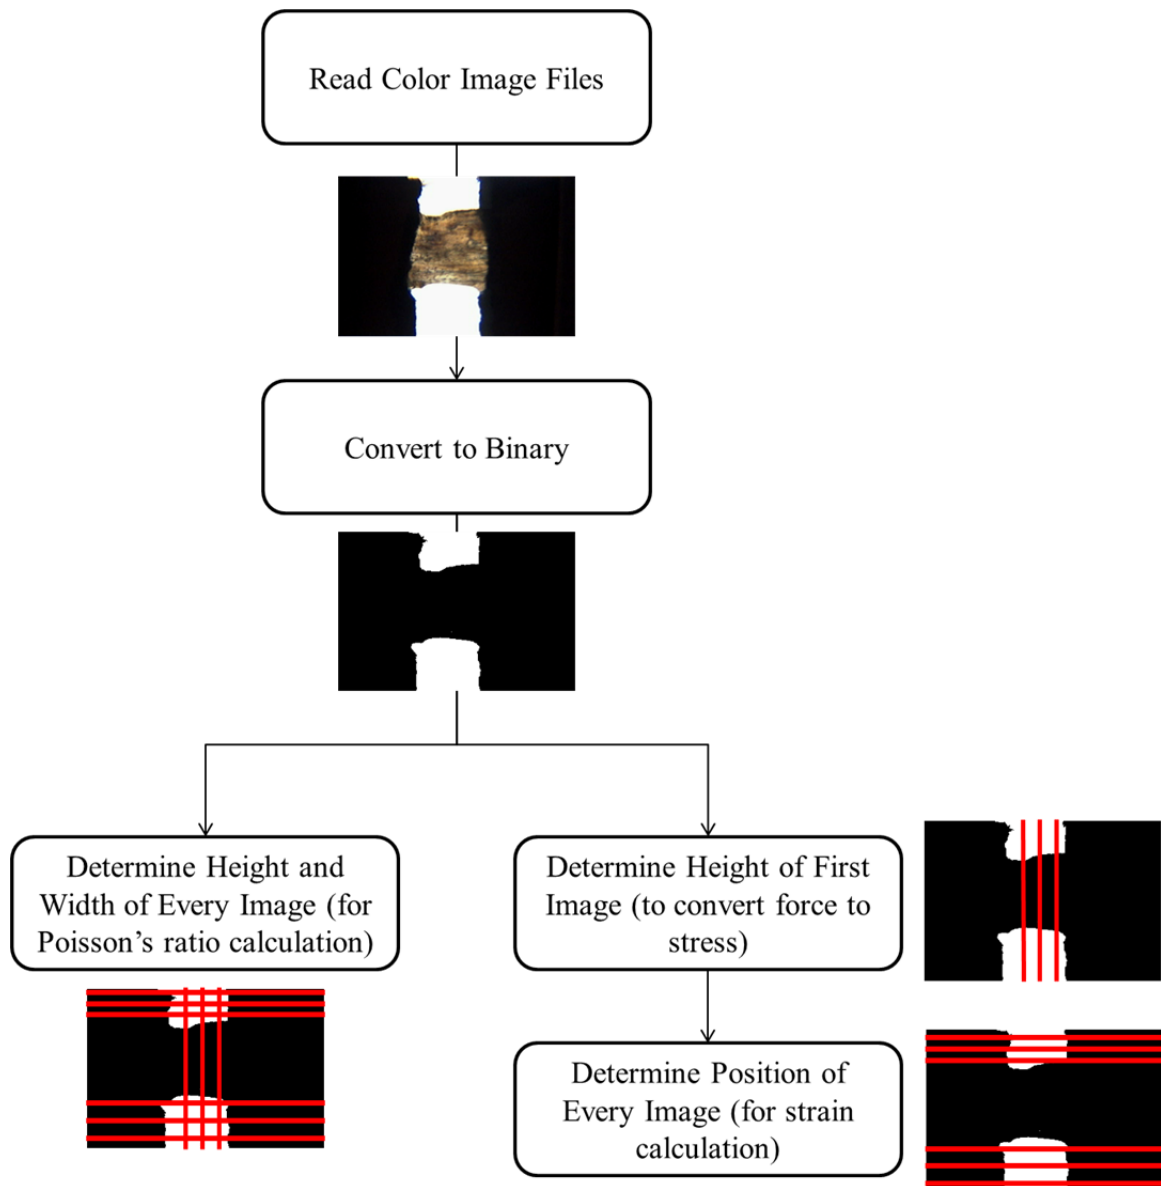 Read Color Image Files
Convert to Binary
Determine Height and
Width of Every Image (for
Poisson’s ratio calculation)
Determine Height of First
Image (to convert force to
stress)
Determine Position of
Every Image (for strain
calculation)